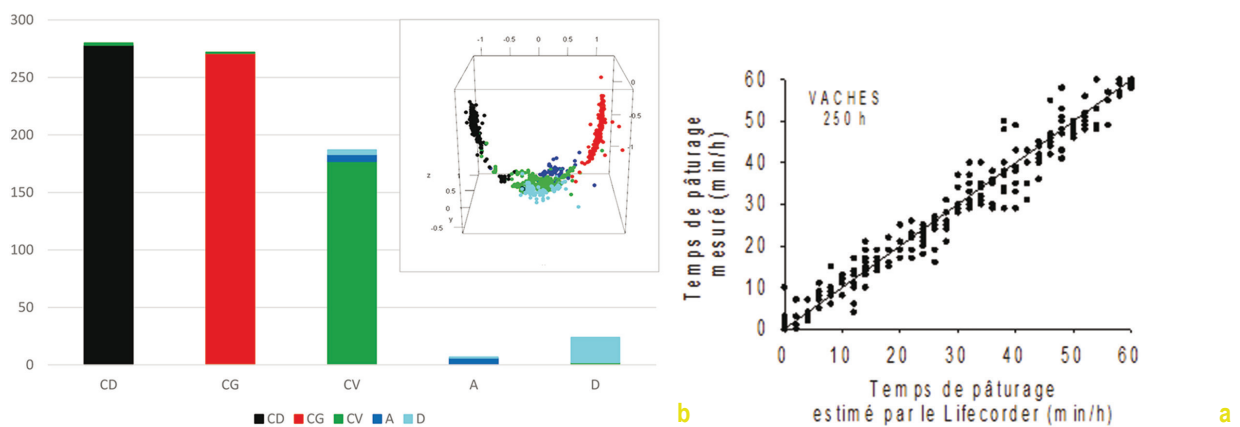 300
250
200
150
100
50
0
CD CG CV A D
CD CG CV A D
-1 -0.5 0 0.5 1
0
-0.5
-1
z
1
0.5
0
y
-0.5
b
VACHES
250 h
60
50
40
30
20
10
0
Temps de pâturage
mesuré (min/h)
0 10 20 30 40 50 60
Temps de pâturage
estimé par le Lifecorder (min/h)
a